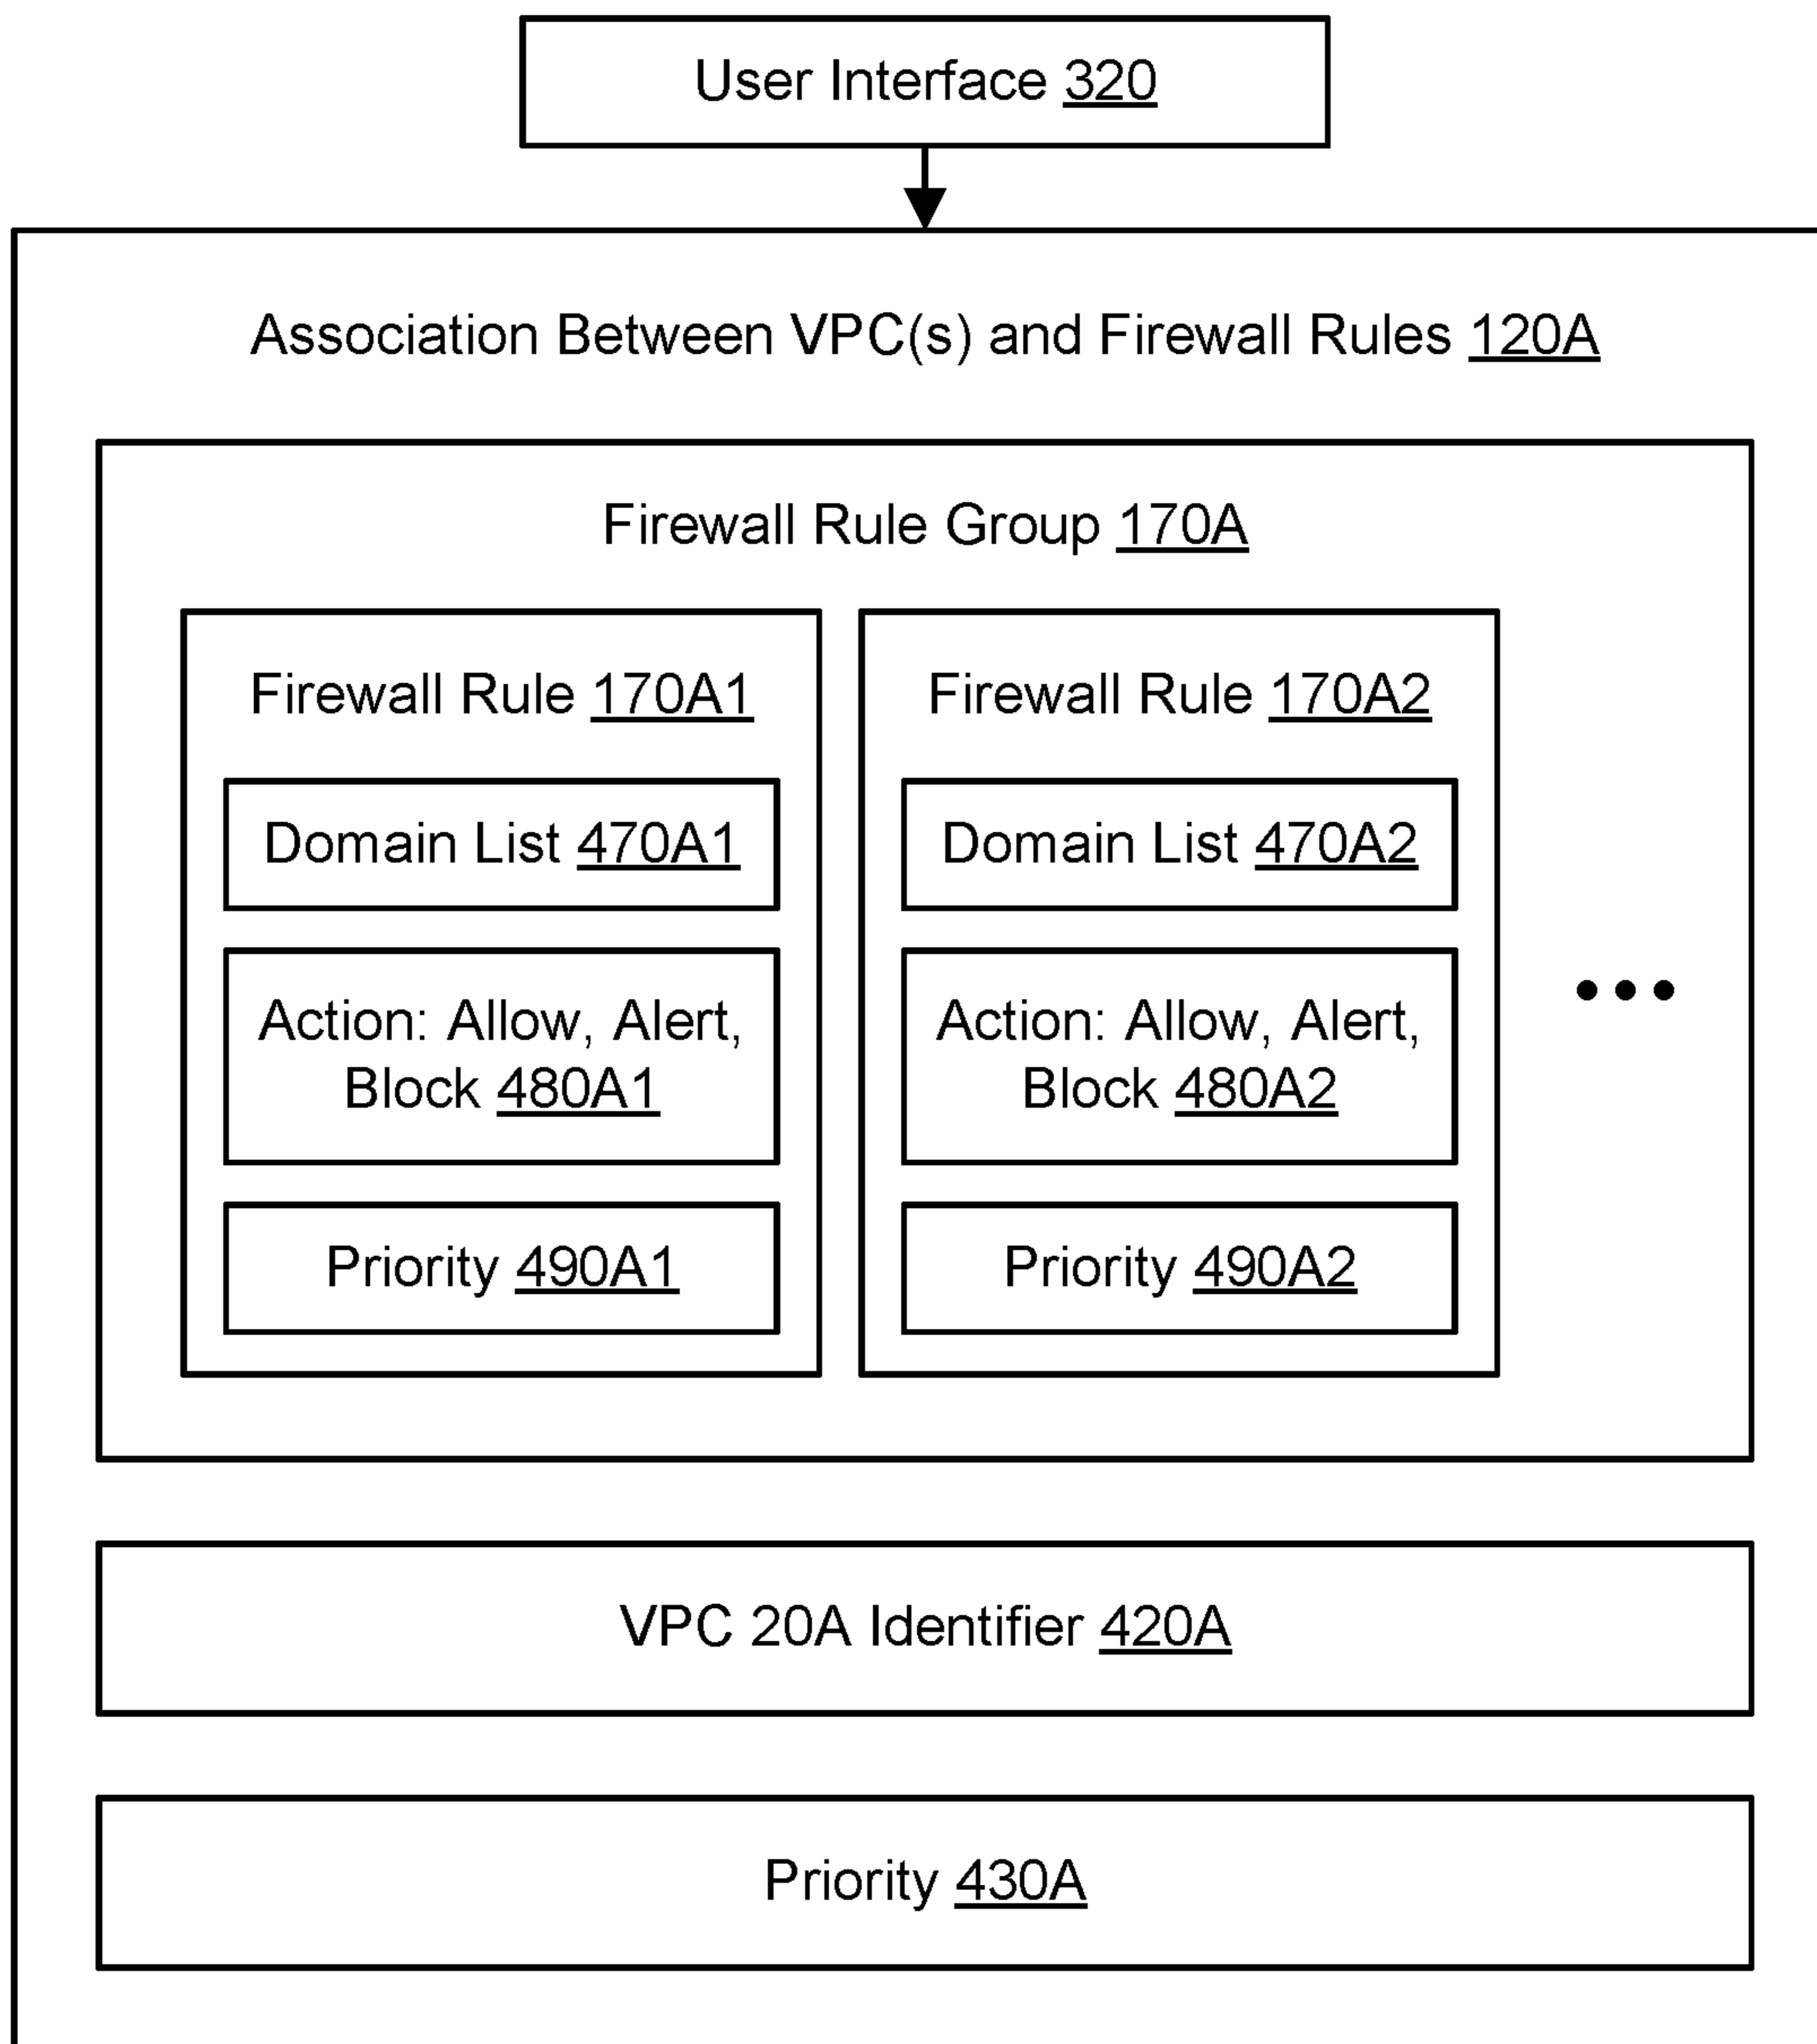 User Interface 320
Association Between VPC(s) and Firewall Rules 120A
Firewall Rule Group 170A
Firewall Rule 170A1
Domain List 470A1
Action: Allow, Alert,
Block 480A1
Priority 490A1
Firewall Rule 170A2
Domain List 470A2
Action: Allow, Alert,
Block 480A2
Priority 490A2
VPC 20A Identifier 420A
Priority 430A